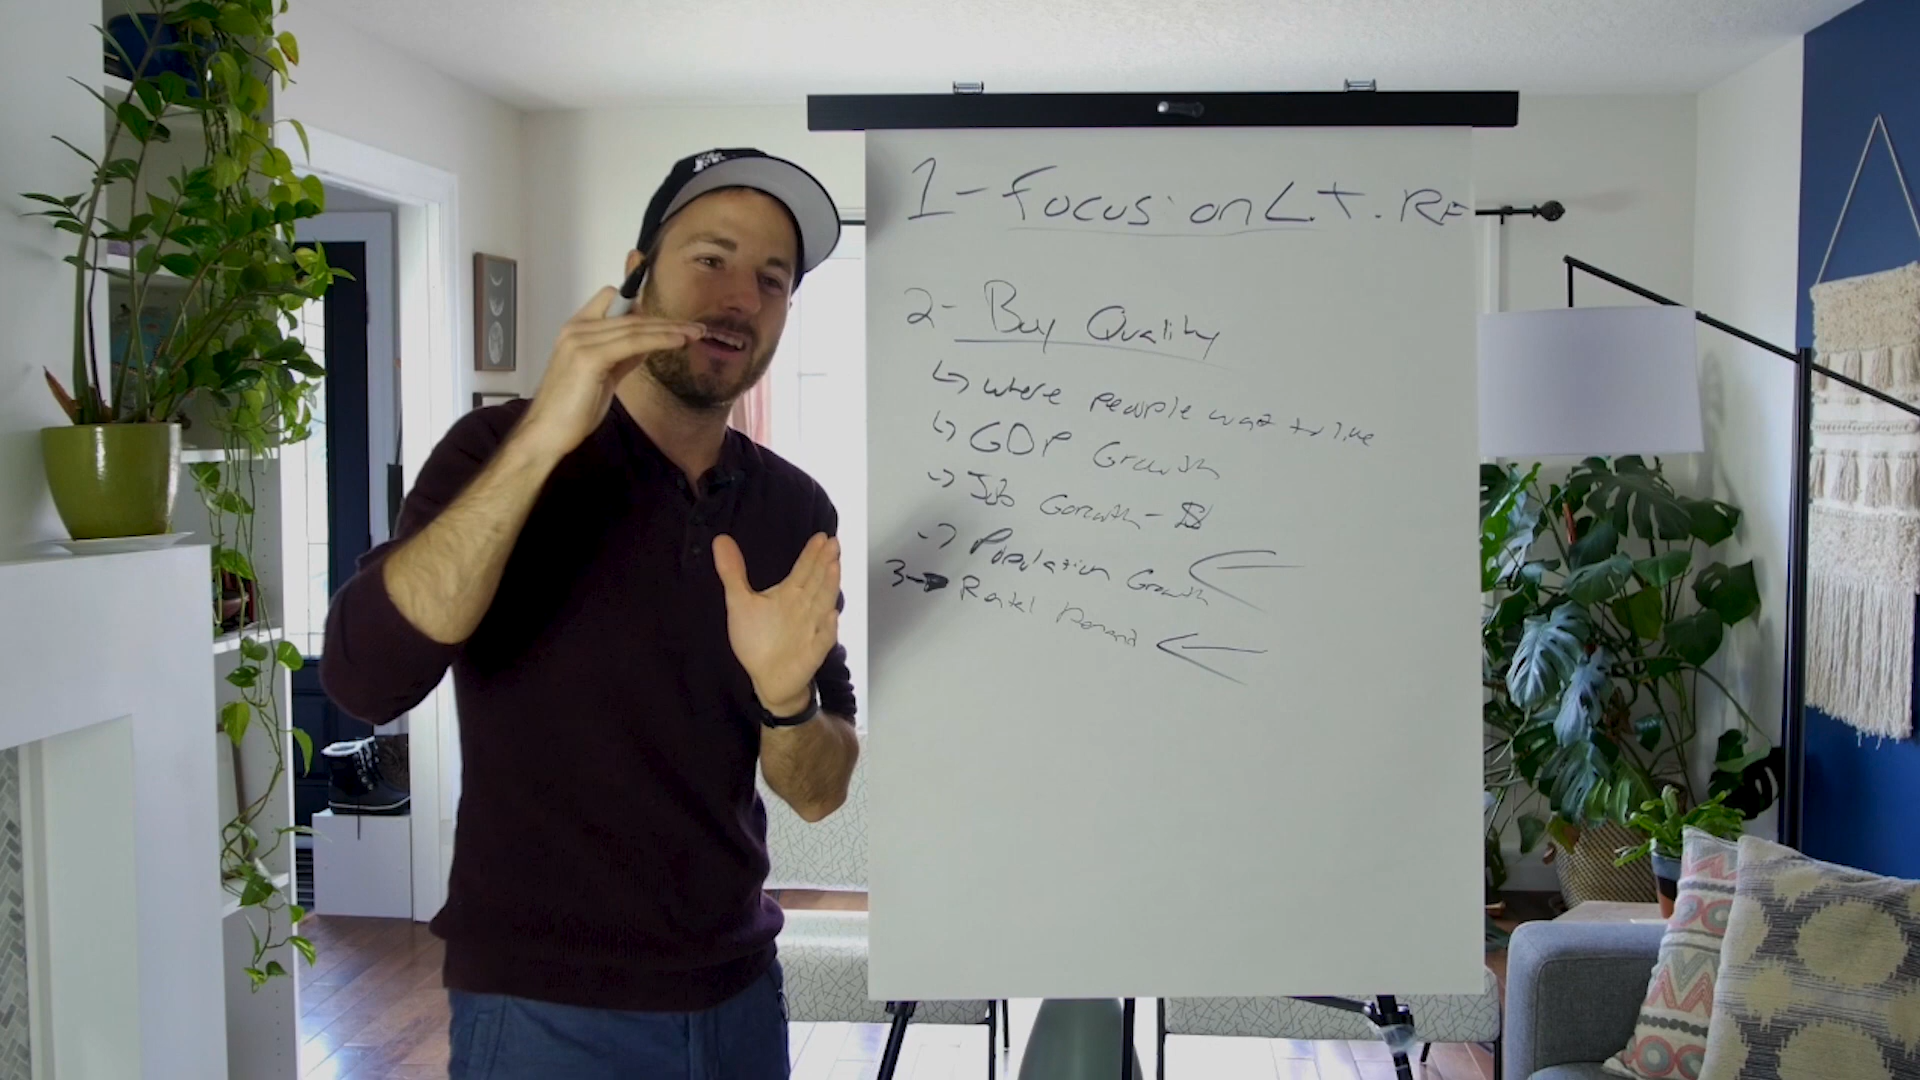 1- Focus on L.T. RE
2- Buy Quality
↳ where people want to live
↳ GDP Growth
→ Job Growth - $
→ Population Growth
3- Rental Demand